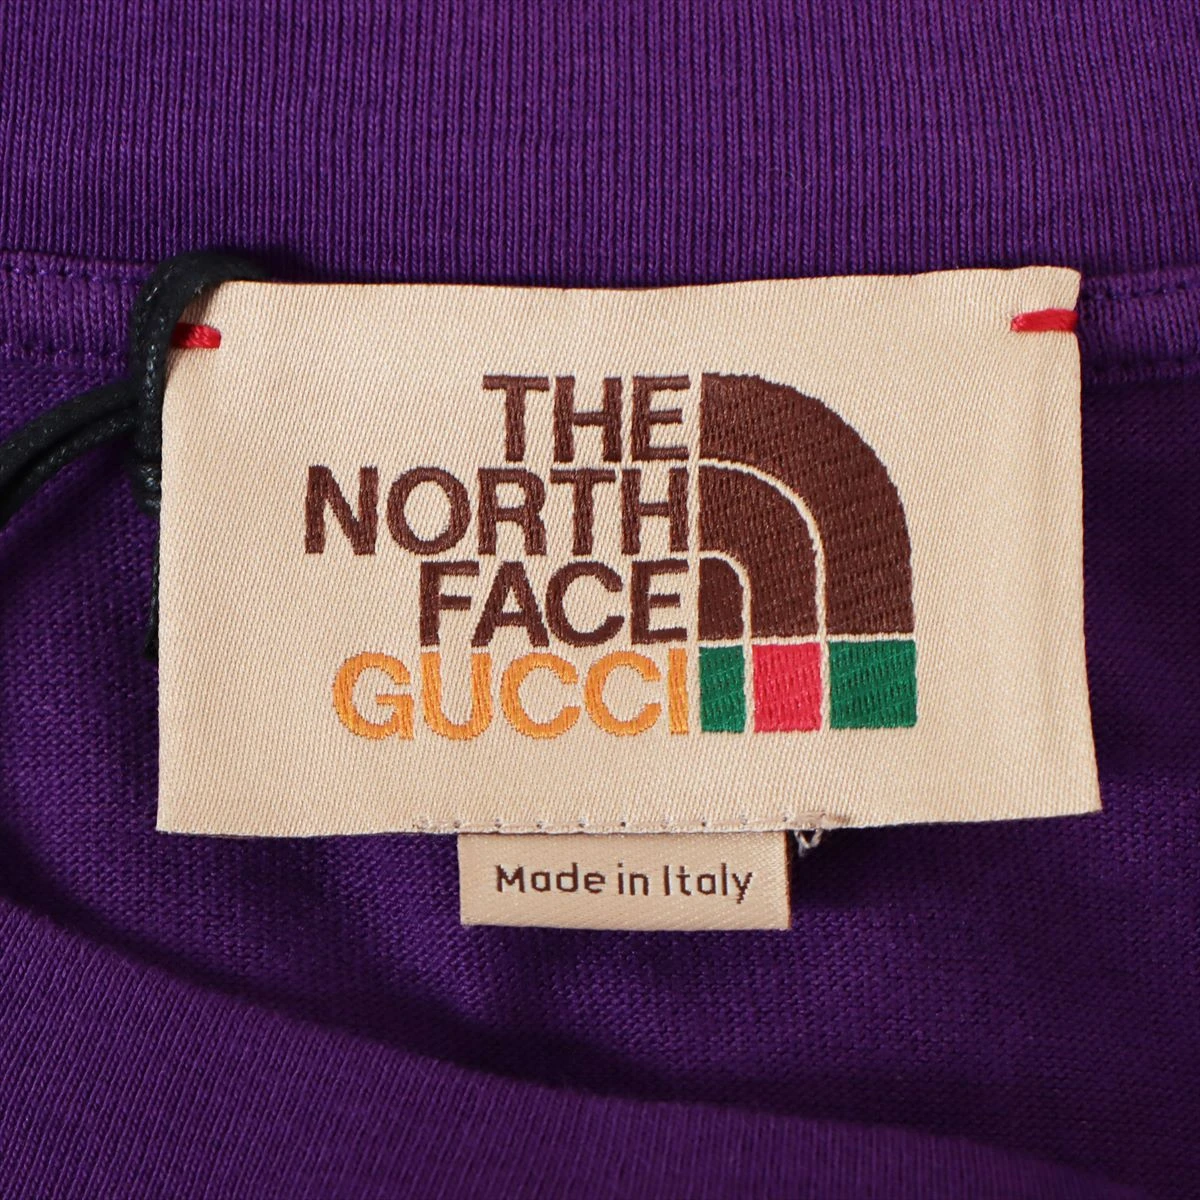 THE
NORTH
FACE
GUCCI
Made in Italy